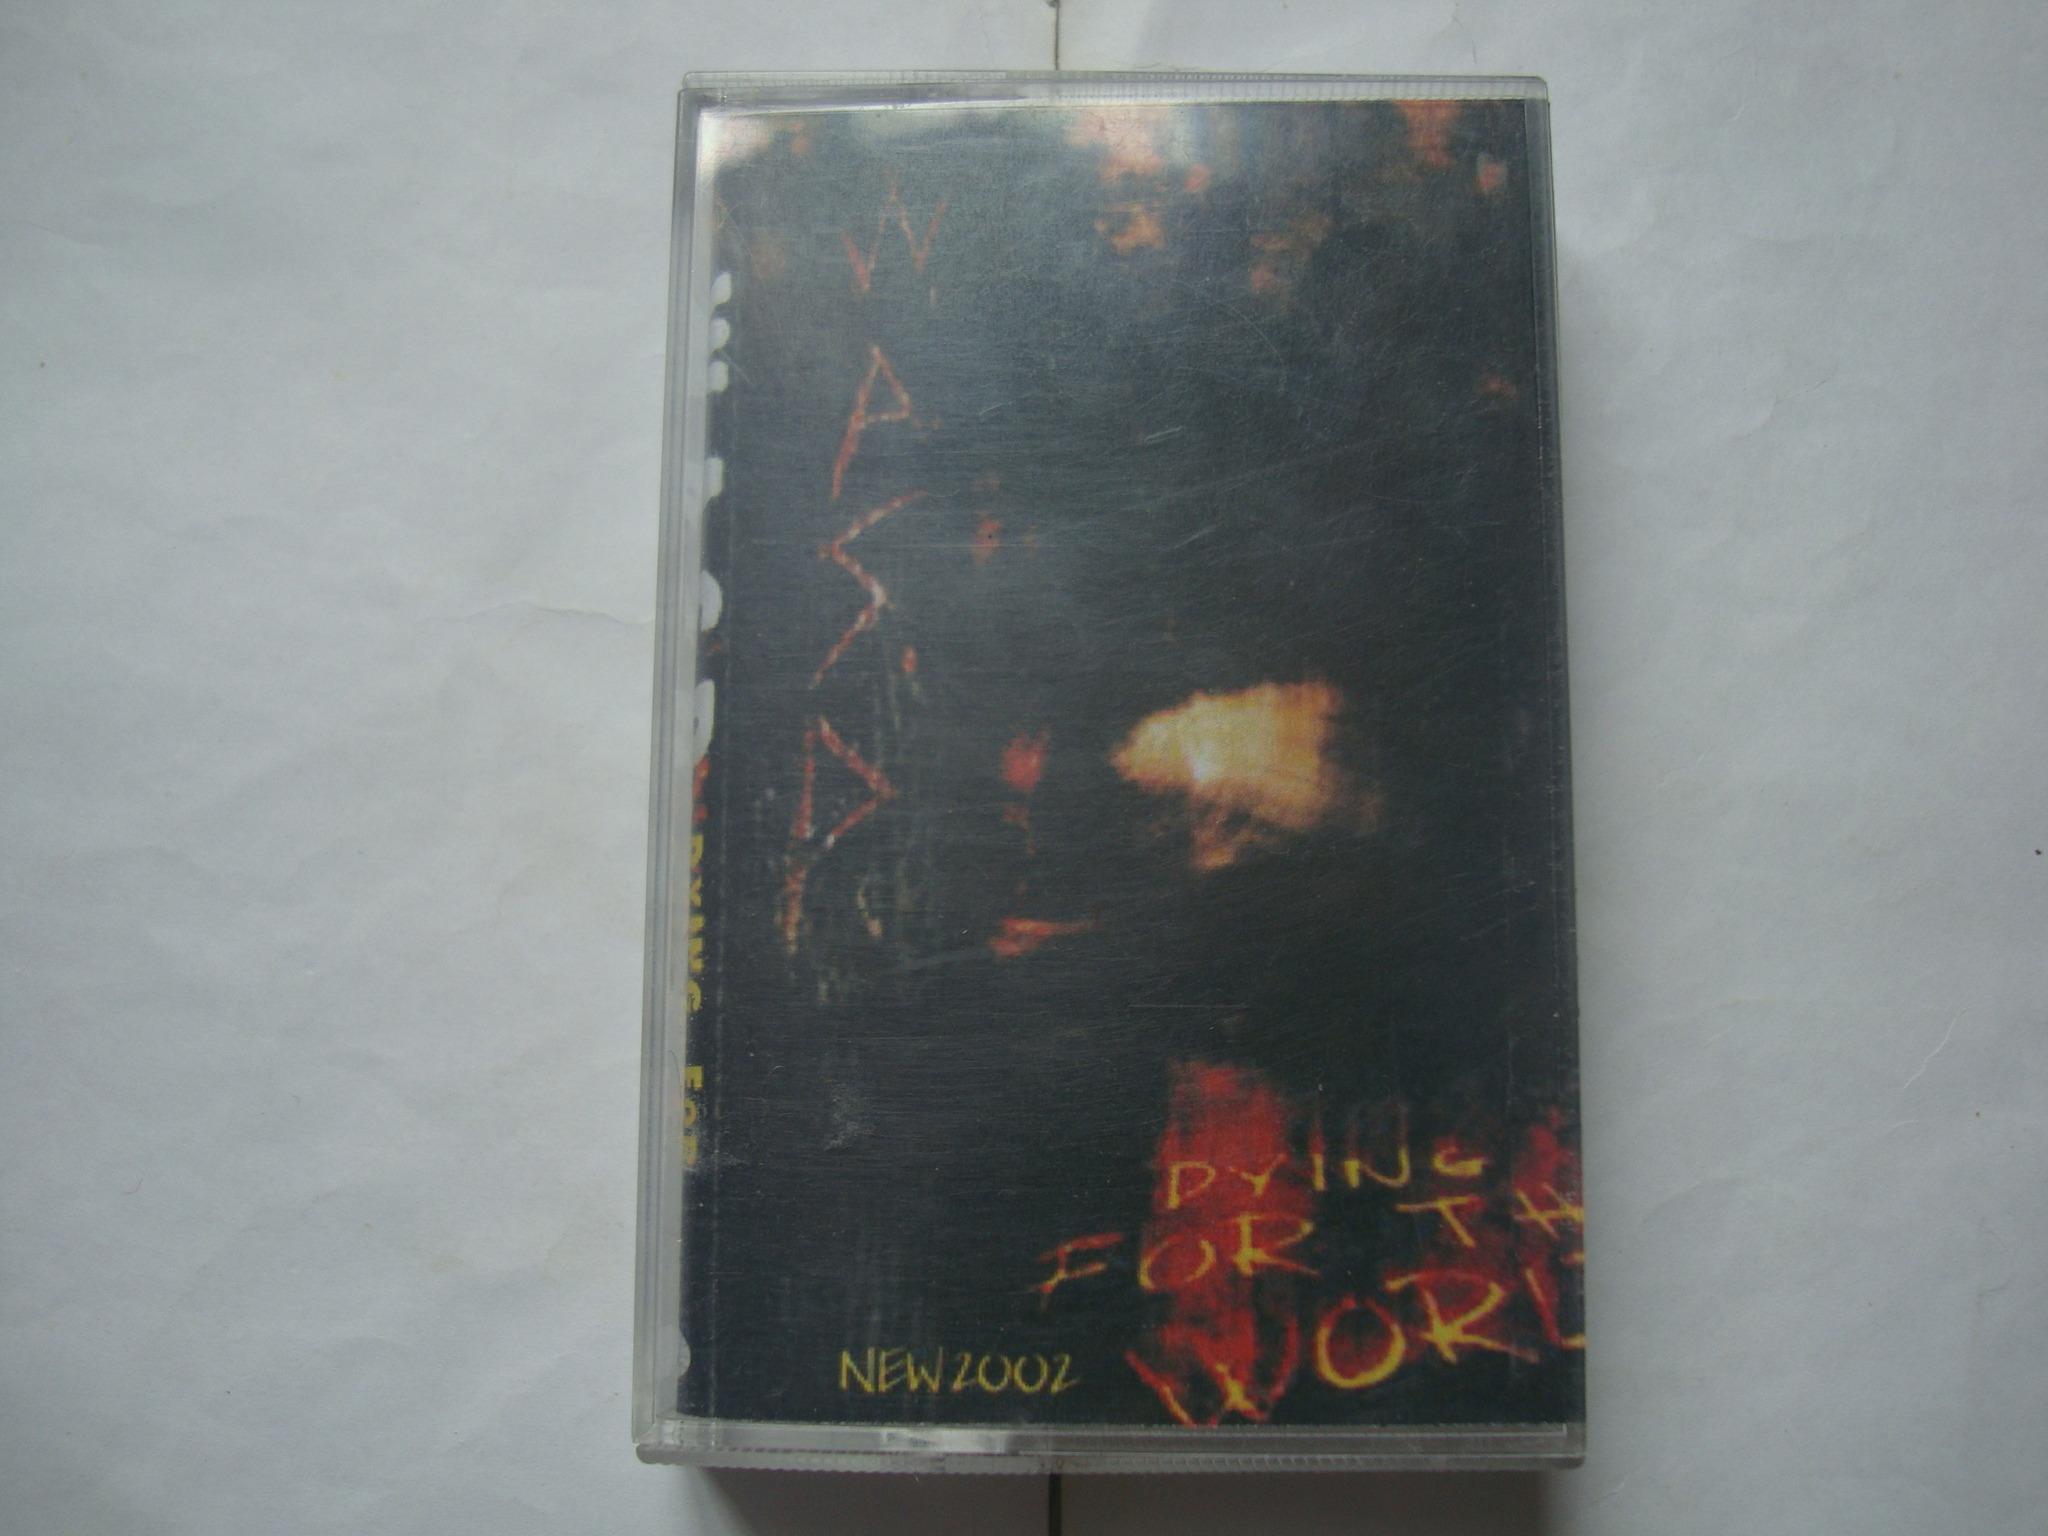 W
A
S
P
DYING
FOR TH
WORL
NEW 2002
DYING FOR